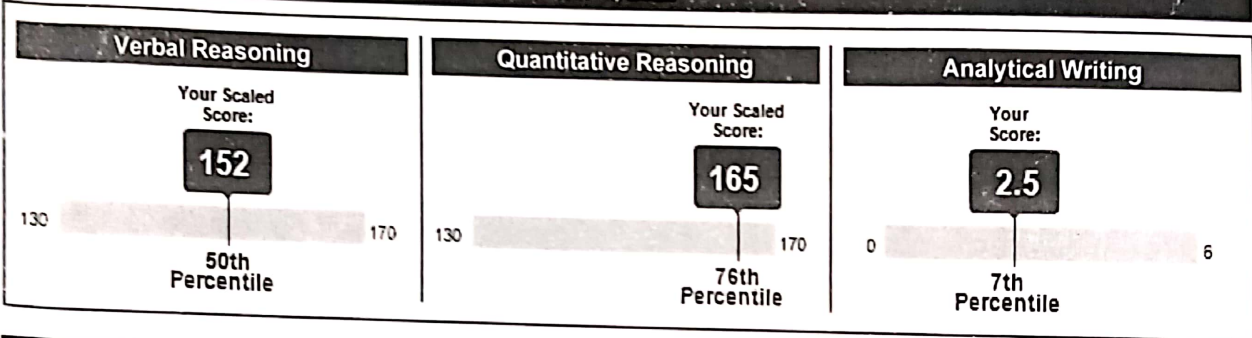 Verbal Reasoning
Your Scaled
Score:
152
130
170
50th
Percentile
Quantitative Reasoning
Your Scaled
Score:
165
130
170
76th
Percentile
Analytical Writing
Your
Score:
2.5
0
6
7th
Percentile